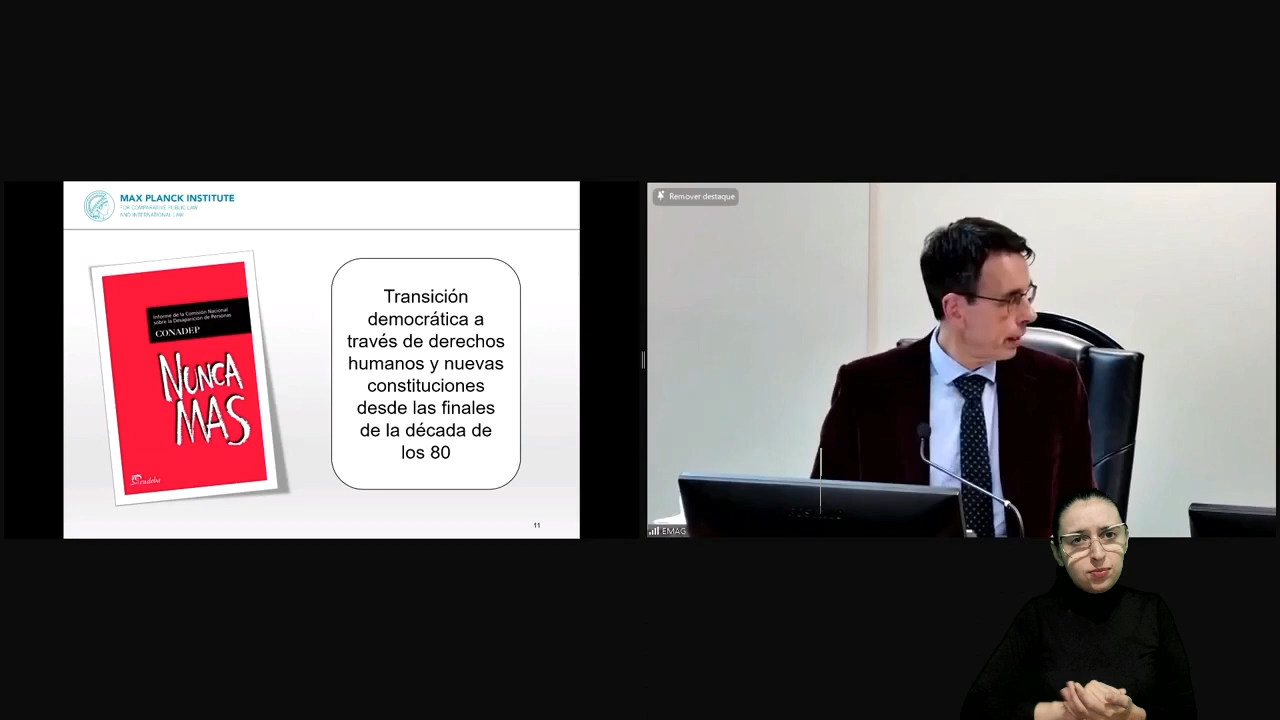 MAX PLANCK INSTITUTE
FOR COMPARATIVE PUBLIC LAW
AND INTERNATIONAL LAW
Informe de la Comisión Nacional
sobre la Desaparición de Personas
CONADEP
NUNCA
MAS
eudeba
Transición
democrática a
través de derechos
humanos y nuevas
constituciones
desde las finales
de la década de
los 80
11
Remover destaque
EMAG